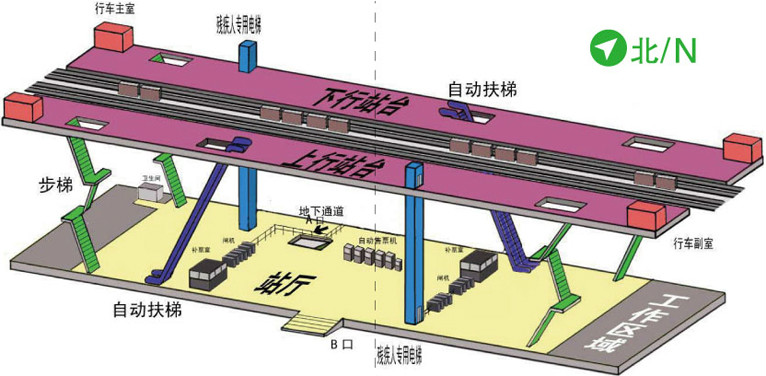 行车主室
残疾人专用电梯
北/N
自动扶梯
下行站台
上行站台
步梯
卫生间
地下通道
A口
自动售票机
闸机
补票室
补票室
闸机
行车副室
站厅
自动扶梯
B口
残疾人专用电梯
工作区域